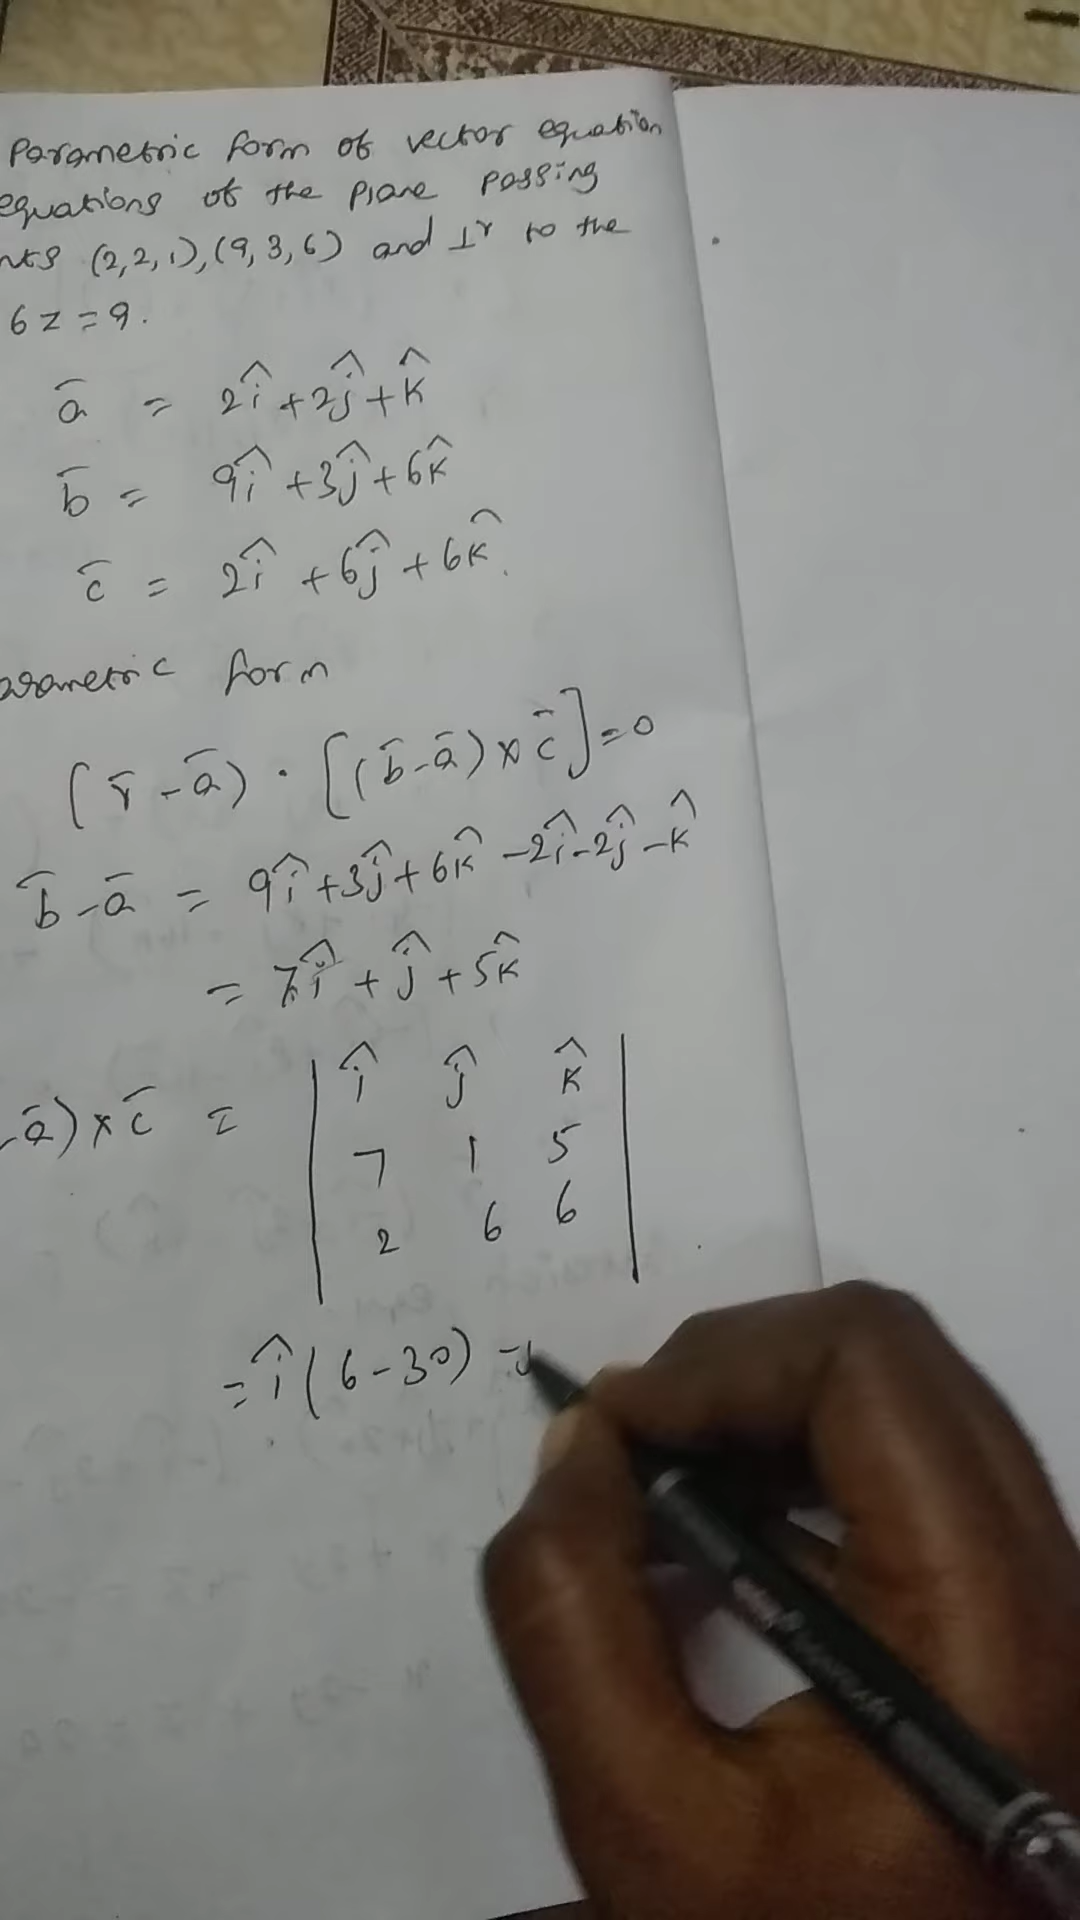 Parametric form of vector equation
equations of the plane passing
nts (2,2,1),(9,3,6) and ⊥r to the
6z=9.
a̅ = 2î+2ĵ+k̂
b̅ = 9î+3ĵ+6k̂
c̅ = 2î+6ĵ+6k̂.
arametric form
(r̅-a̅)·[(b̅-a̅)×c̅]=0
b̅-a̅ = 9î+3ĵ+6k̂-2î-2ĵ-k̂
= 7î+ĵ+5k̂
-a̅)×c̅ = | î ĵ k̂ |
7 1 5
2 6 6
=î(6-30)-